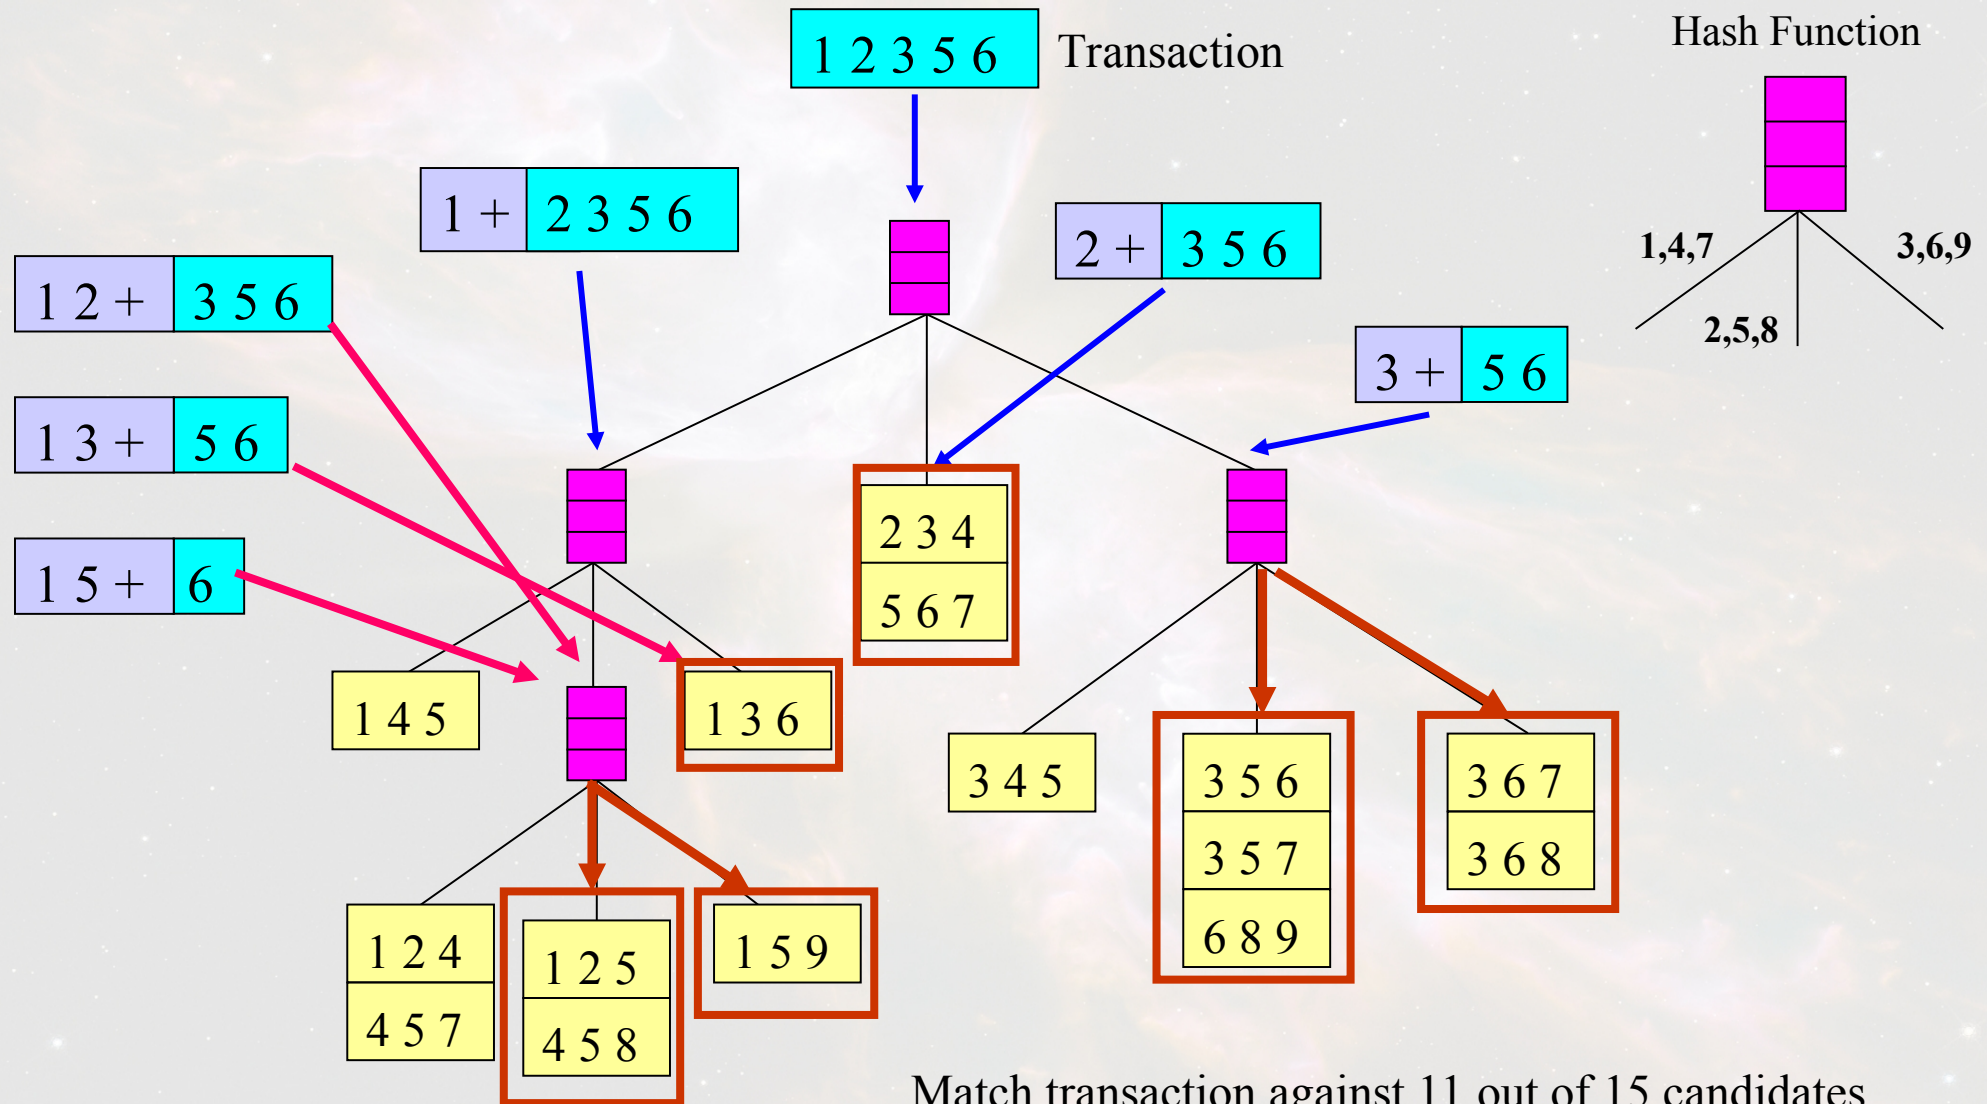 1 2 3 5 6 Transaction
Hash Function
1,4,7
2,5,8
3,6,9
1 + 2 3 5 6
2 + 3 5 6
3 + 5 6
1 2 + 3 5 6
1 3 + 5 6
1 5 + 6
2 3 4
5 6 7
1 4 5
1 3 6
3 4 5
3 5 6
3 5 7
6 8 9
3 6 7
3 6 8
1 2 4
4 5 7
1 2 5
4 5 8
1 5 9
Match transaction against 11 out of 15 candidates